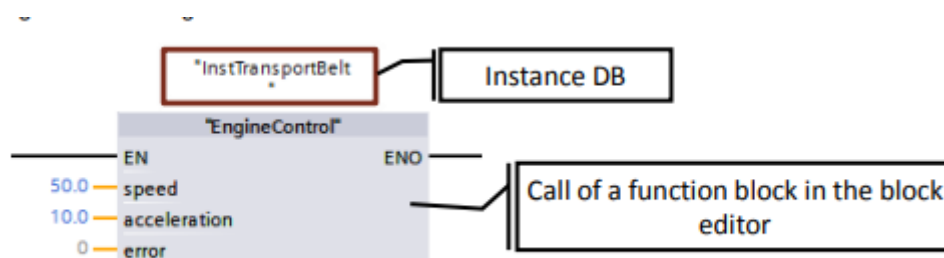 "InstTransportBelt
"
Instance DB
"EngineControl"
EN ENO
50.0 speed
10.0 acceleration
0 error
Call of a function block in the block
editor